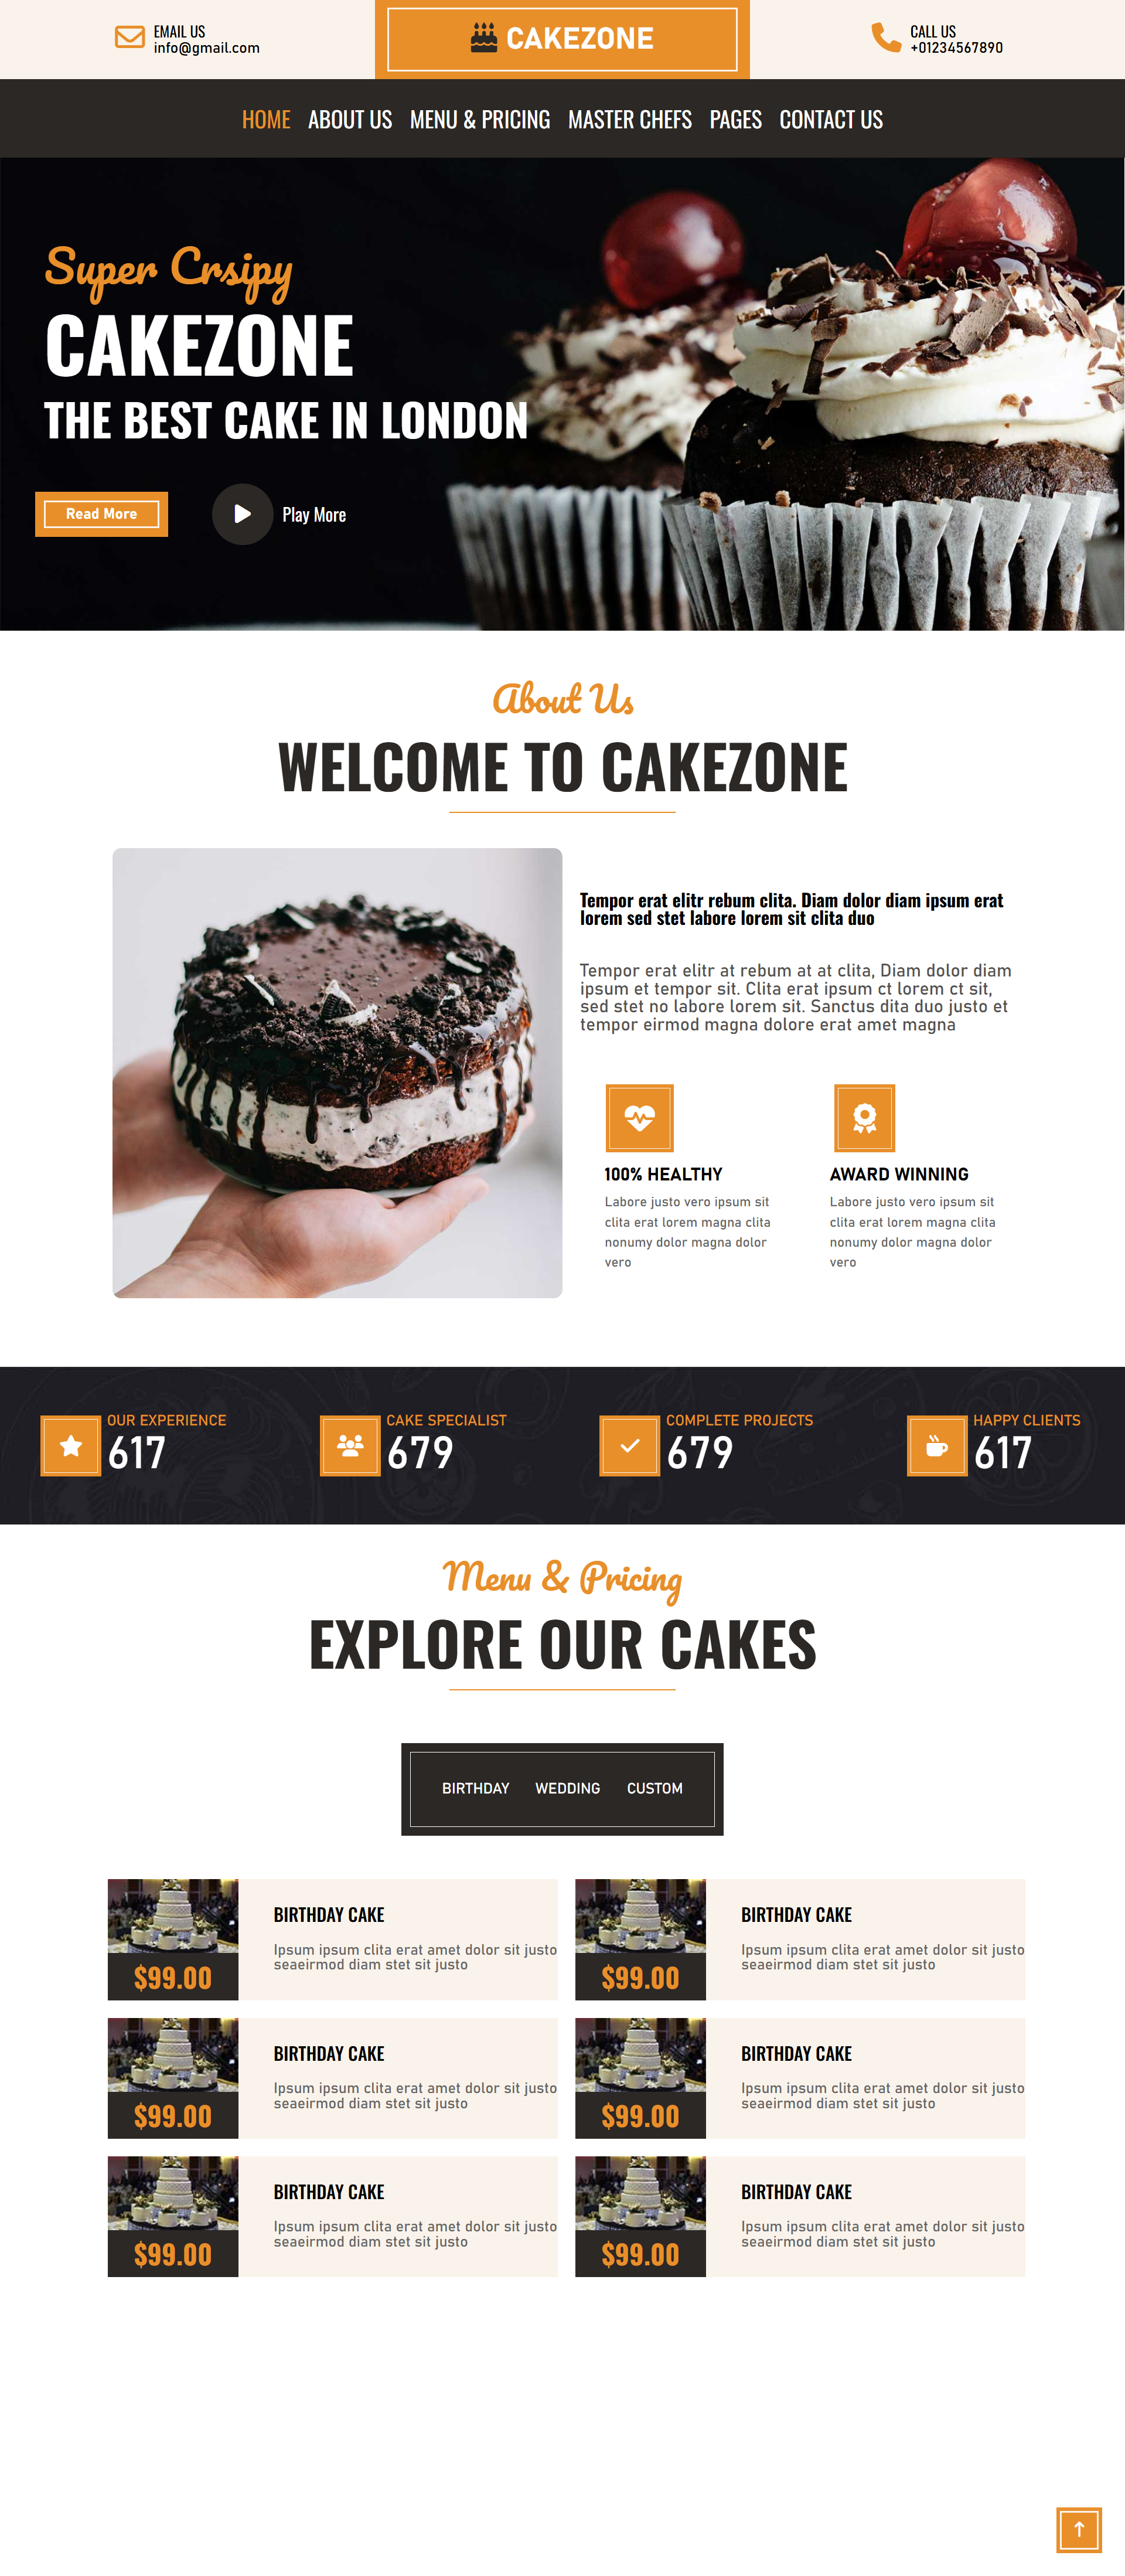 EMAIL US
info@gmail.com
CAKEZONE
CALL US
+01234567890
HOME ABOUT US MENU & PRICING MASTER CHEFS PAGES CONTACT US
Super Crsipy
CAKEZONE
THE BEST CAKE IN LONDON
Read More
Play More
About Us
WELCOME TO CAKEZONE
Tempor erat elitr rebum clita. Diam dolor diam ipsum erat
lorem sed stet labore lorem sit clita duo
Tempor erat elitr at rebum at at clita, Diam dolor diam
ipsum et tempor sit. Clita erat ipsum ct lorem ct sit,
sed stet no labore lorem sit. Sanctus dita duo justo et
tempor eirmod magna dolore erat amet magna
100% HEALTHY
Labore justo vero ipsum sit
clita erat lorem magna clita
nonumy dolor magna dolor
vero
AWARD WINNING
Labore justo vero ipsum sit
clita erat lorem magna clita
nonumy dolor magna dolor
vero
OUR EXPERIENCE
617
CAKE SPECIALIST
679
COMPLETE PROJECTS
679
HAPPY CLIENTS
617
Menu & Pricing
EXPLORE OUR CAKES
BIRTHDAY WEDDING CUSTOM
BIRTHDAY CAKE
Ipsum ipsum clita erat amet dolor sit justo
seaeirmod diam stet sit justo
$99.00
BIRTHDAY CAKE
Ipsum ipsum clita erat amet dolor sit justo
seaeirmod diam stet sit justo
$99.00
BIRTHDAY CAKE
Ipsum ipsum clita erat amet dolor sit justo
seaeirmod diam stet sit justo
$99.00
BIRTHDAY CAKE
Ipsum ipsum clita erat amet dolor sit justo
seaeirmod diam stet sit justo
$99.00
BIRTHDAY CAKE
Ipsum ipsum clita erat amet dolor sit justo
seaeirmod diam stet sit justo
$99.00
BIRTHDAY CAKE
Ipsum ipsum clita erat amet dolor sit justo
seaeirmod diam stet sit justo
$99.00